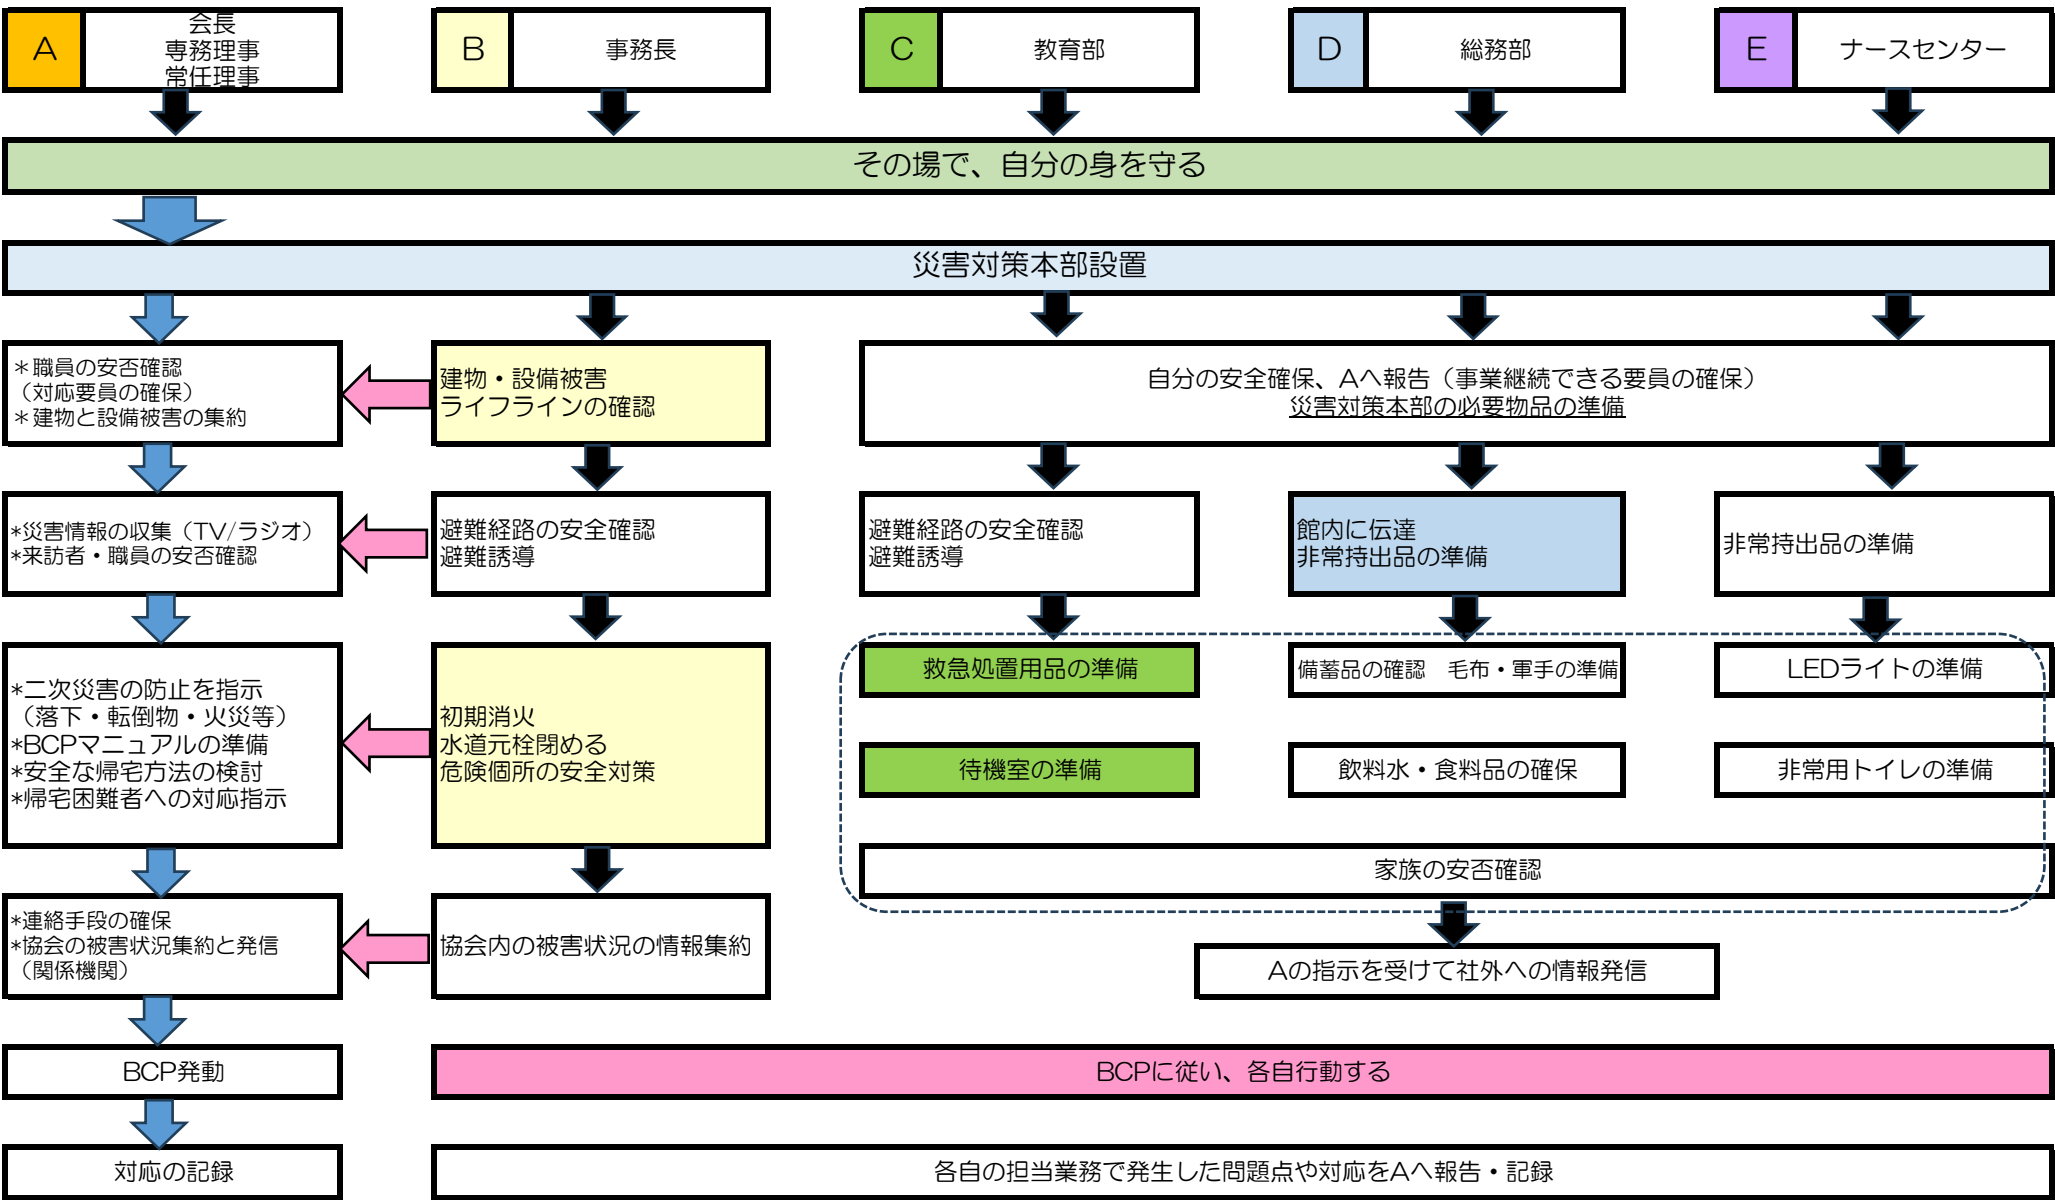 A
会長
専務理事
常任理事
B
事務長
C
教育部
D
総務部
E
ナースセンター
その場で、自分の身を守る
災害対策本部設置
＊職員の安否確認
（対応要員の確保）
＊建物と設備被害の集約
建物・設備被害
ライフラインの確認
自分の安全確保、Aへ報告（事業継続できる要員の確保）
災害対策本部の必要物品の準備
*災害情報の収集（TV/ラジオ）
*来訪者・職員の安否確認
避難経路の安全確認
避難誘導
避難経路の安全確認
避難誘導
館内に伝達
非常持出品の準備
非常持出品の準備
*二次災害の防止を指示
（落下・転倒物・火災等）
*BCPマニュアルの準備
*安全な帰宅方法の検討
*帰宅困難者への対応指示
初期消火
水道元栓閉める
危険個所の安全対策
救急処置用品の準備
備蓄品の確認　毛布・軍手の準備
LEDライトの準備
待機室の準備
飲料水・食料品の確保
非常用トイレの準備
家族の安否確認
*連絡手段の確保
*協会の被害状況集約と発信
（関係機関）
協会内の被害状況の情報集約
Aの指示を受けて社外への情報発信
BCP発動
BCPに従い、各自行動する
対応の記録
各自の担当業務で発生した問題点や対応をAへ報告・記録